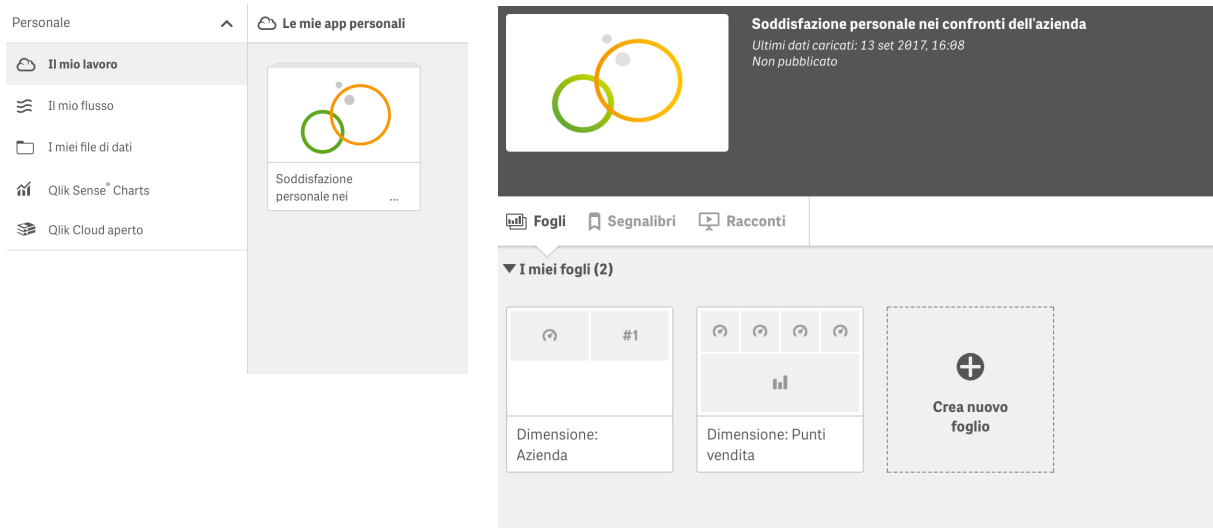 Personale
Il mio lavoro
Il mio flusso
I miei file di dati
Qlik Sense® Charts
Qlik Cloud aperto
Le mie app personali
Soddisfazione
personale nei ...
Soddisfazione personale nei confronti dell'azienda
Ultimi dati caricati: 13 set 2017, 16:08
Non pubblicato
Fogli
Segnalibri
Racconti
I miei fogli (2)
#1
Dimensione:
Azienda
Dimensione: Punti
vendita
Crea nuovo
foglio